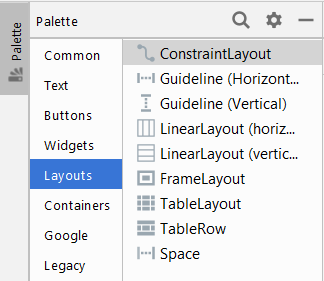 Palette
Palette
Common
Text
Buttons
Widgets
Layouts
Containers
Google
Legacy
ConstraintLayout
Guideline (Horizont...
Guideline (Vertical)
LinearLayout (horiz...
LinearLayout (vertic...
FrameLayout
TableLayout
TableRow
Space